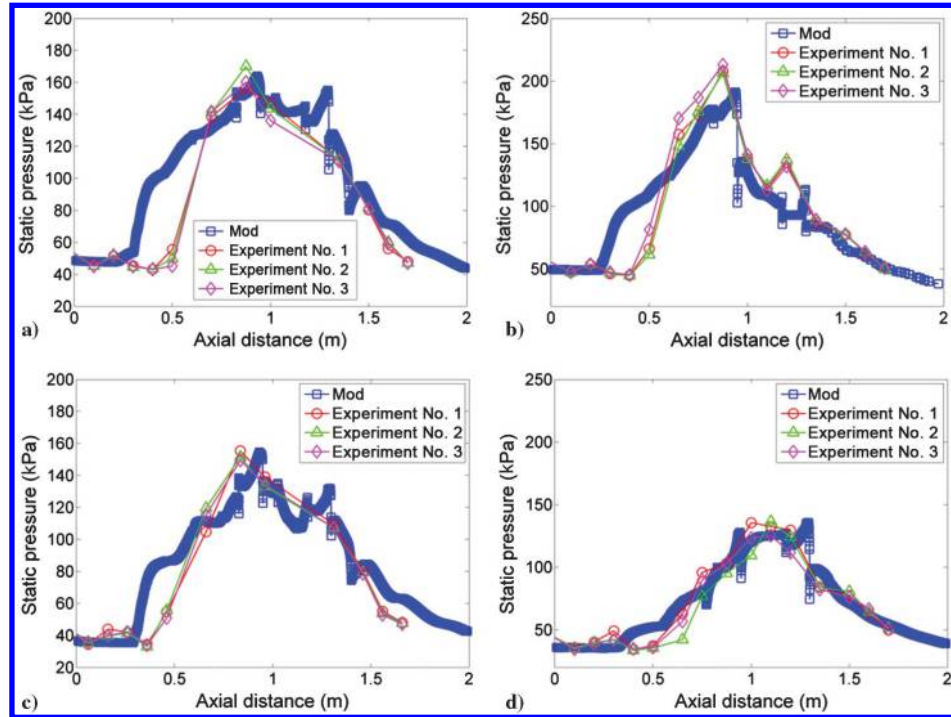 200
180
160
140
120
100
80
60
40
20
Static pressure (kPa)
0
0.5
1
1.5
2
Axial distance (m)
Mod
Experiment No. 1
Experiment No. 2
Experiment No. 3
a)
250
200
150
100
50
Static pressure (kPa)
0
0.5
1
1.5
2
Axial distance (m)
Mod
Experiment No. 1
Experiment No. 2
Experiment No. 3
b)
200
180
160
140
120
100
80
60
40
20
Static pressure (kPa)
0
0.5
1
1.5
2
Axial distance (m)
Mod
Experiment No. 1
Experiment No. 2
Experiment No. 3
c)
250
200
150
100
50
Static pressure (kPa)
0
0.5
1
1.5
2
Axial distance (m)
Mod
Experiment No. 1
Experiment No. 2
Experiment No. 3
d)